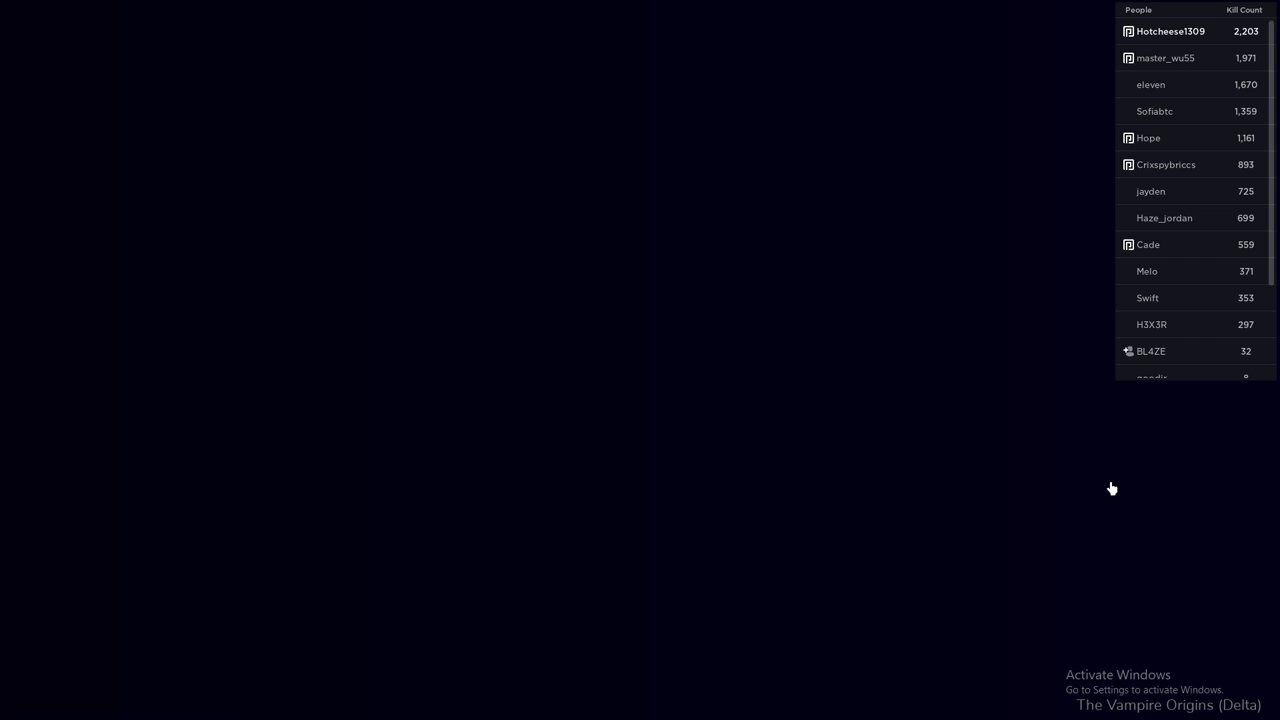 People Kill Count
Hotcheese1309 2,203
master_wu55 1,971
eleven 1,670
Sofiabtc 1,359
Hope 1,161
Crixspybriccs 893
jayden 725
Haze_jordan 699
Cade 559
Melo 371
Swift 353
H3X3R 297
BL4ZE 32
Activate Windows
Go to Settings to activate Windows.
The Vampire Origins (Delta)